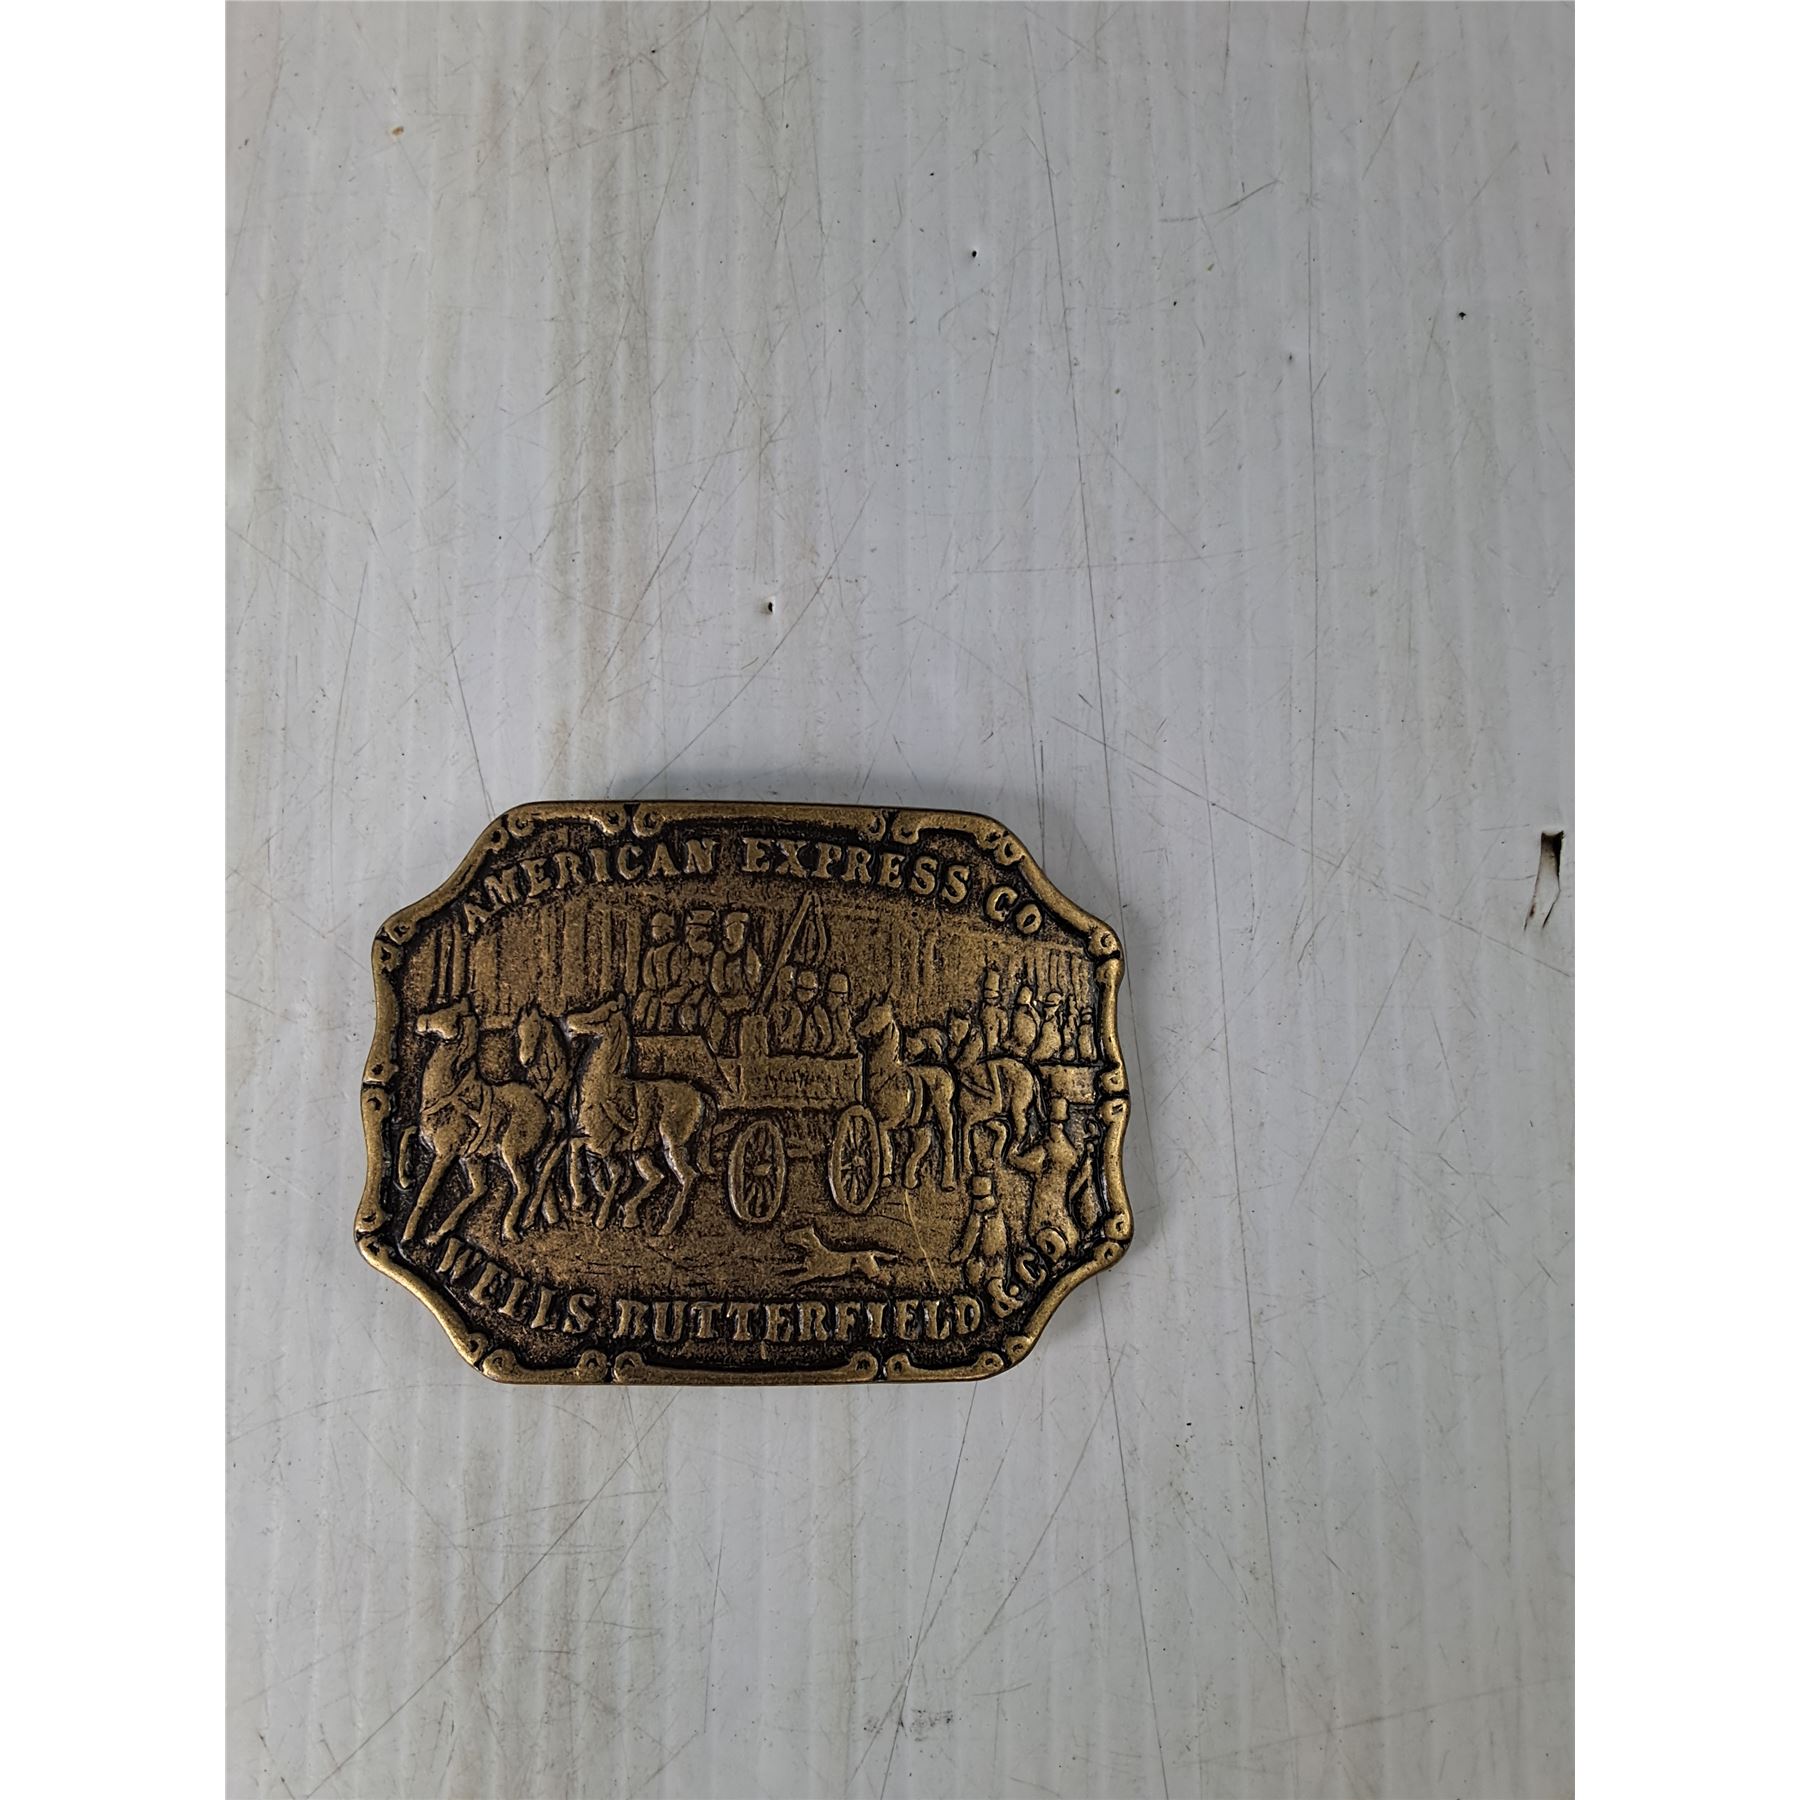 AMERICAN EXPRESS CO
WELLS BUTTERFIELD & CO